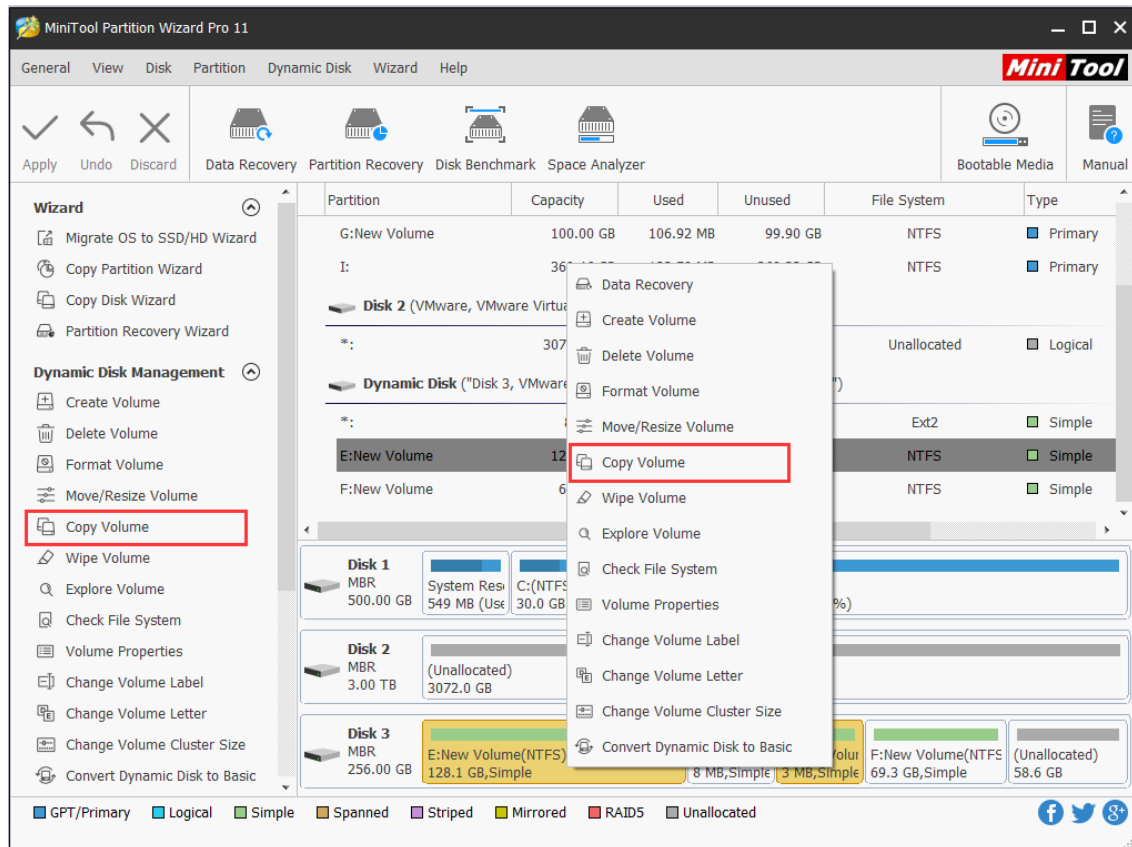 MiniTool Partition Wizard Pro 11
General View Disk Partition Dynamic Disk Wizard Help
Mini Tool
Apply Undo Discard Data Recovery Partition Recovery Disk Benchmark Space Analyzer Bootable Media Manual
Wizard
Migrate OS to SSD/HD Wizard
Copy Partition Wizard
Copy Disk Wizard
Partition Recovery Wizard
Dynamic Disk Management
Create Volume
Delete Volume
Format Volume
Move/Resize Volume
Copy Volume
Wipe Volume
Explore Volume
Check File System
Volume Properties
Change Volume Label
Change Volume Letter
Change Volume Cluster Size
Convert Dynamic Disk to Basic
Partition Capacity Used Unused File System Type
G:New Volume 100.00 GB 106.92 MB 99.90 GB NTFS Primary
I: NTFS Primary
Disk 2 (VMware, VMware Virtua
*: 307 Unallocated Logical
Dynamic Disk ("Disk 3, VMware ")
*: Ext2 Simple
E:New Volume 12 NTFS Simple
F:New Volume 6 NTFS Simple
Data Recovery
Create Volume
Delete Volume
Format Volume
Move/Resize Volume
Copy Volume
Wipe Volume
Explore Volume
Check File System
Volume Properties
Change Volume Label
Change Volume Letter
Change Volume Cluster Size
Convert Dynamic Disk to Basic
Disk 1
MBR
500.00 GB
System Rese
549 MB (Use
C:(NTFS
30.0 GB
%)
Disk 2
MBR
3.00 TB
(Unallocated)
3072.0 GB
Disk 3
MBR
256.00 GB
E:New Volume(NTFS)
128.1 GB,Simple
8 MB,Simple
3 MB,Simple
F:New Volume(NTFS
69.3 GB,Simple
(Unallocated)
58.6 GB
GPT/Primary Logical Simple Spanned Striped Mirrored RAID5 Unallocated